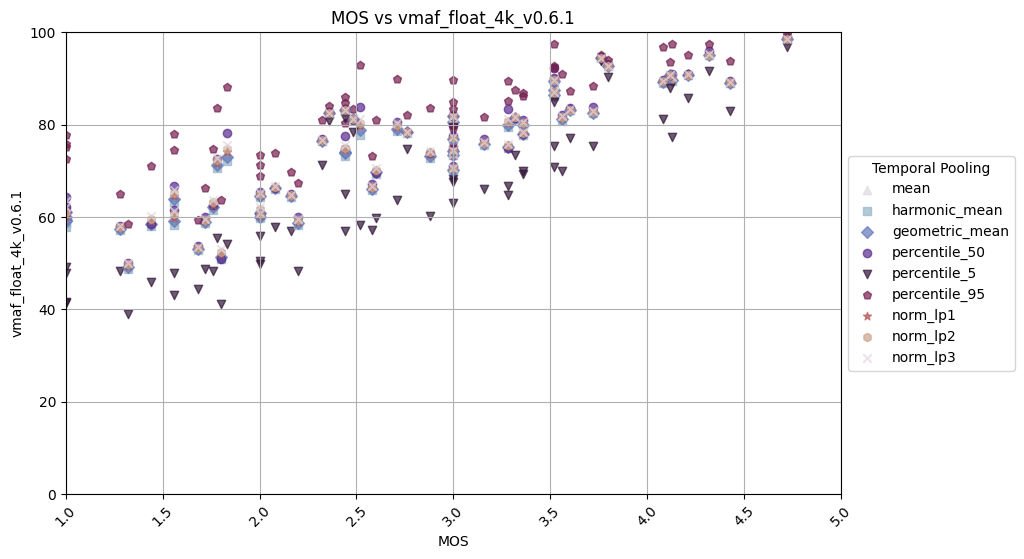 MOS vs vmaf_float_4k_v0.6.1
vmaf_float_4k_v0.6.1
100
80
60
40
20
0
1.0
1.5
2.0
2.5
3.0
3.5
4.0
4.5
5.0
MOS
Temporal Pooling
mean
harmonic_mean
geometric_mean
percentile_50
percentile_5
percentile_95
norm_lp1
norm_lp2
norm_lp3